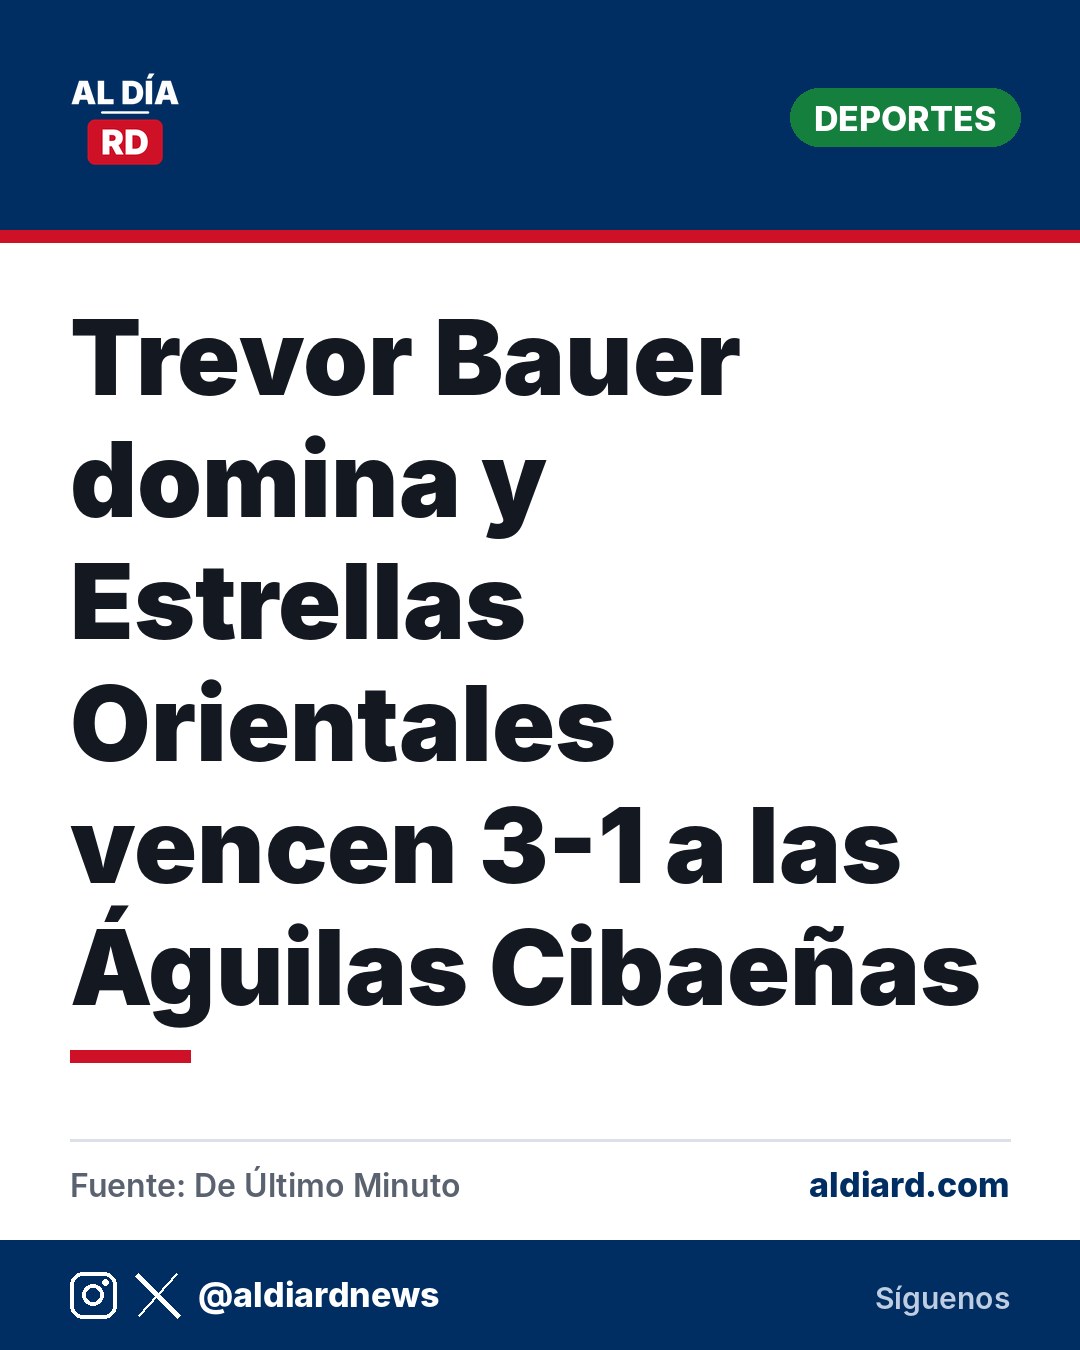 AL DÍA
RD
DEPORTES
Trevor Bauer
domina y
Estrellas
Orientales
vencen 3-1 a las
Águilas Cibaeñas
Fuente: De Último Minuto
aldiard.com
@aldiardnews
Síguenos